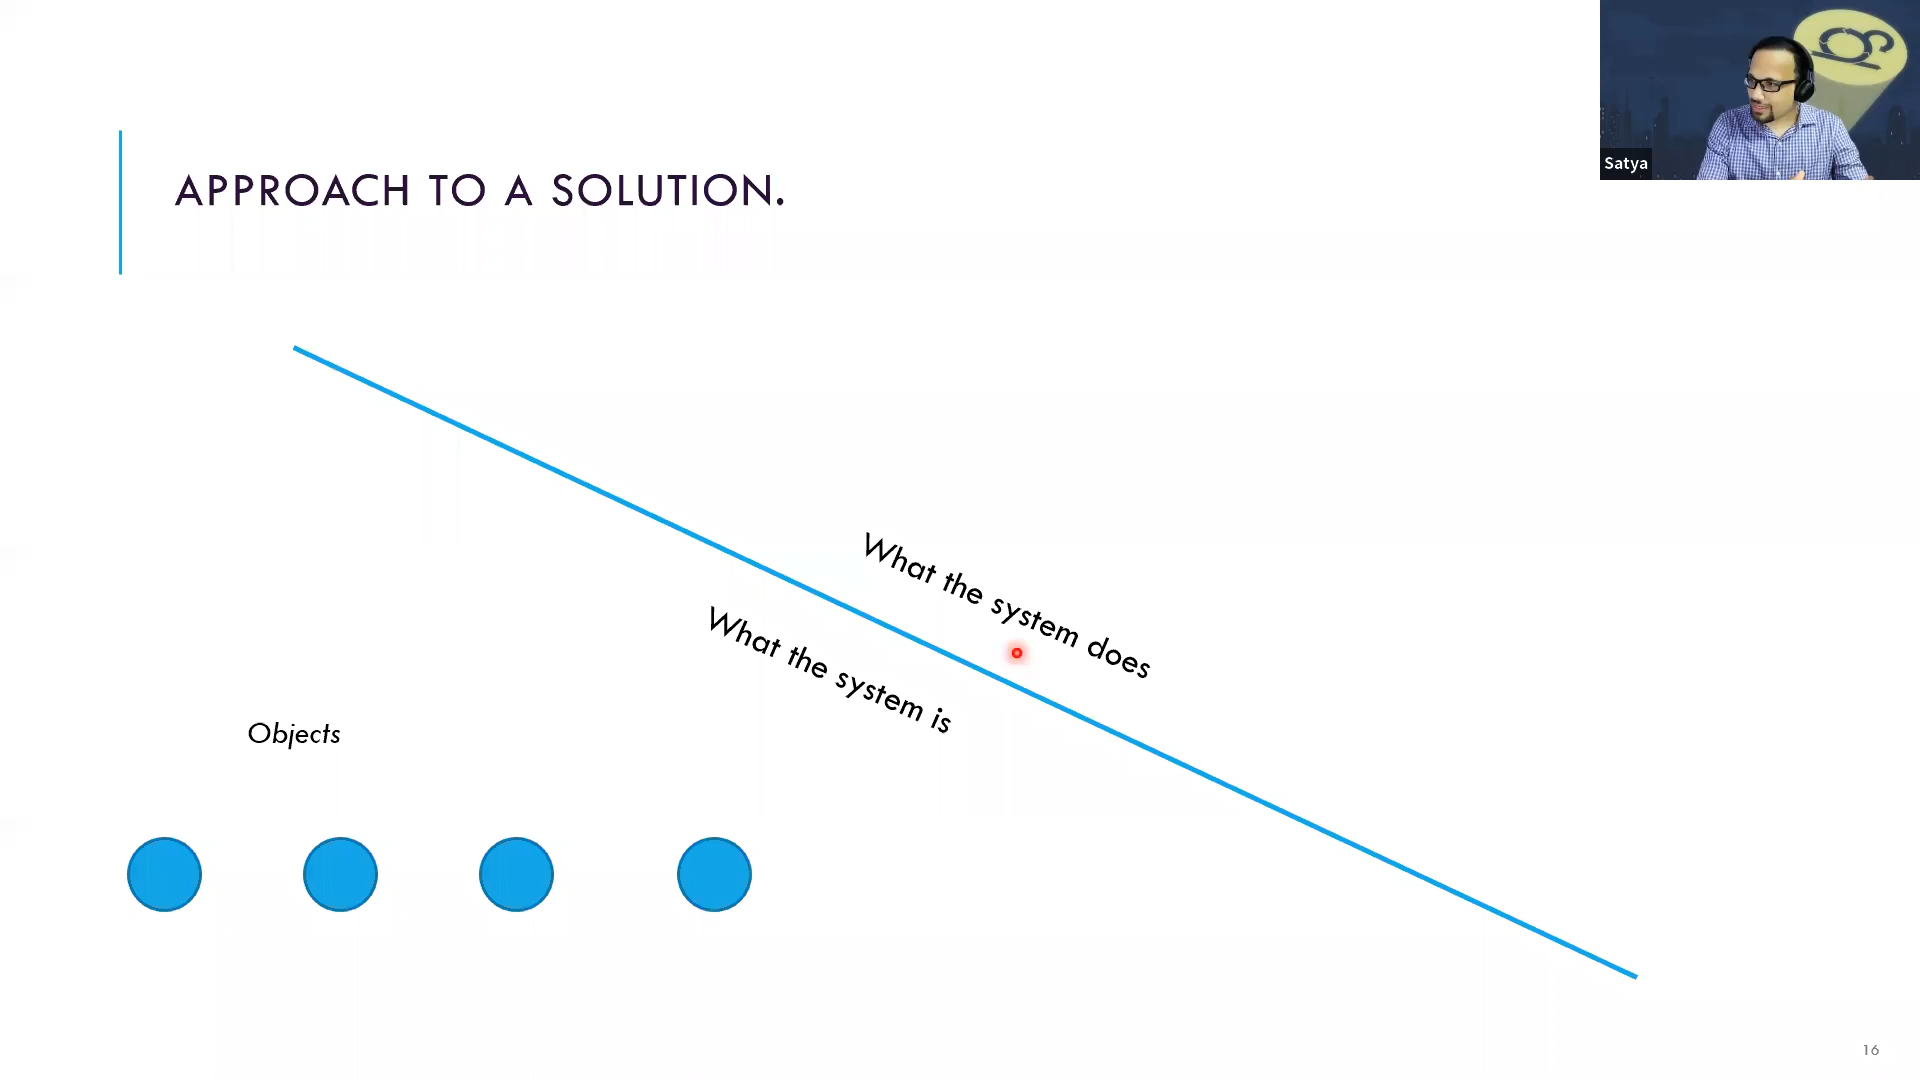 Satya
APPROACH TO A SOLUTION.
What the system does
What the system is
Objects
16